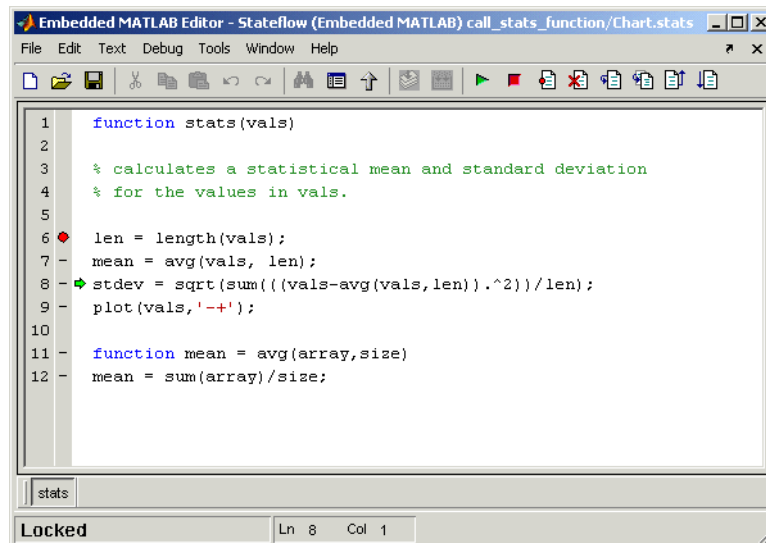 Embedded MATLAB Editor - Stateflow (Embedded MATLAB) call_stats_function/Chart.stats
File Edit Text Debug Tools Window Help
1 function stats(vals)
2
3 % calculates a statistical mean and standard deviation
4 % for the values in vals.
5
6 len = length(vals);
7 - mean = avg(vals, len);
8 - stdev = sqrt(sum(((vals-avg(vals,len)).^2))/len);
9 - plot(vals,'-+');
10
11 - function mean = avg(array,size)
12 - mean = sum(array)/size;
stats
Locked Ln 8 Col 1